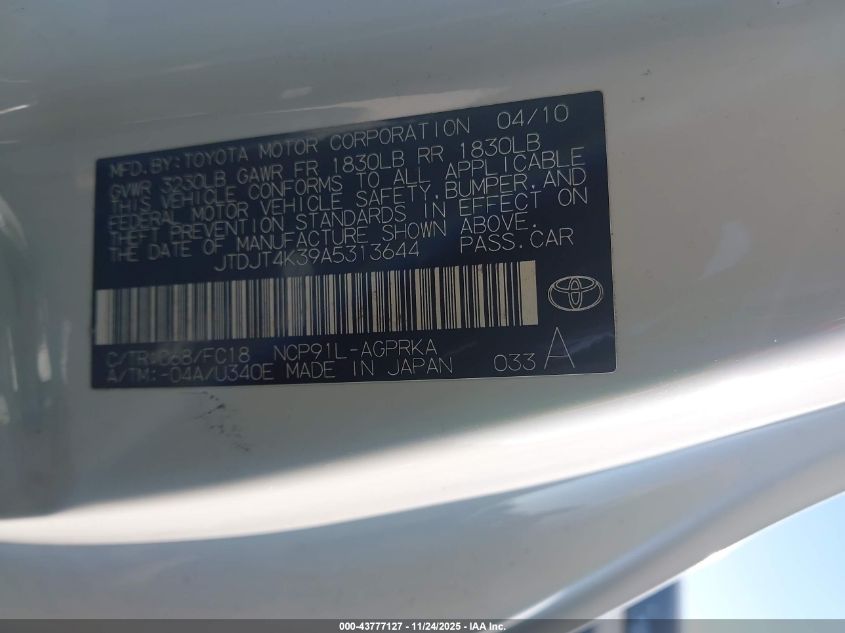 MFD.BY:TOYOTA MOTOR CORPORATION 04/10
GVWR 3230LB GAWR FR 1830LB RR 1830LB
THIS VEHICLE CONFORMS TO ALL APPLICABLE
FEDERAL MOTOR VEHICLE SAFETY,BUMPER,AND
THEFT PREVENTION STANDARDS IN EFFECT ON
THE DATE OF MANUFACTURE SHOWN ABOVE.
JTDJT4K39A5313644 PASS.CAR
C/TR:068/FC18 NCP91L-AGPRKA
A/TM:-04A/U340E MADE IN JAPAN 033 A
000-43777127 - 11/24/2025 - IAA Inc.